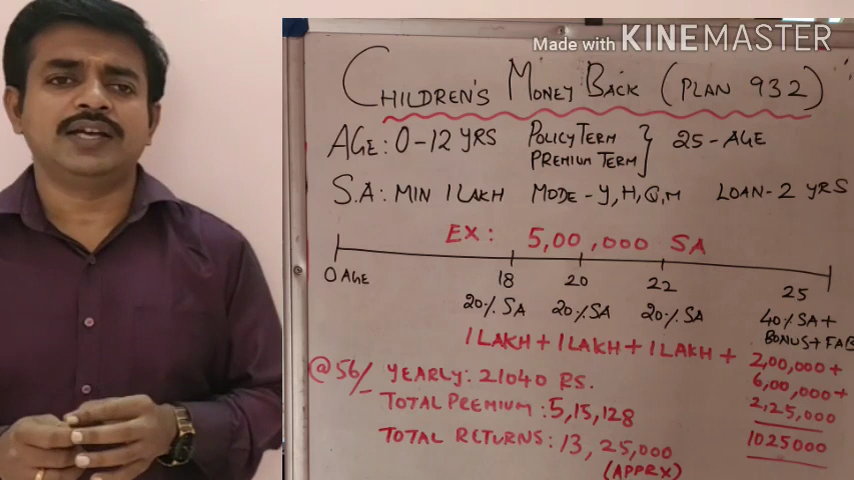 Made with KINEMASTER
CHILDREN'S MONEY BACK (PLAN 932)
AGE: 0-12 YRS POLICY TERM } 25-AGE
PREMIUM TERM
S.A: MIN 1 LAKH MODE - Y, H, Q, M LOAN - 2 YRS
EX: 5,00,000 SA
0 AGE 18 20 22 25
20% SA 20% SA 20% SA 40% SA +
BONUS + FAB
1 LAKH + 1 LAKH + 1 LAKH + 2,00,000 +
@56/- YEARLY: 21040 RS. 6,00,000 +
TOTAL PREMIUM: 5,15,128 2,25,000
TOTAL RETURNS: 13,25,000 1025000
(APPRX)